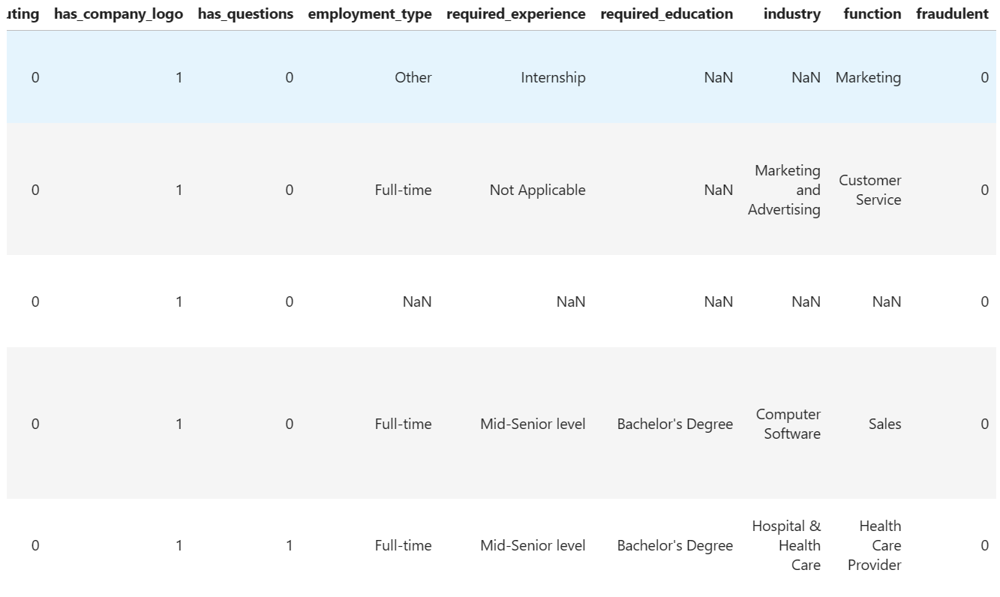 uting has_company_logo has_questions employment_type required_experience required_education industry function fraudulent
0 1 0 Other Internship NaN NaN Marketing 0
0 1 0 Full-time Not Applicable NaN Marketing and Advertising Customer Service 0
0 1 0 NaN NaN NaN NaN NaN 0
0 1 0 Full-time Mid-Senior level Bachelor's Degree Computer Software Sales 0
0 1 1 Full-time Mid-Senior level Bachelor's Degree Hospital & Health Care Health Care Provider 0